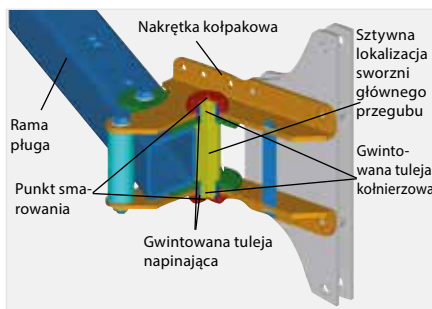 Nakrętka kołpakowa
Sztywna
lokalizacja
sworzni
głównego
przegubu
Rama
pługa
Punkt sma-
rowania
Gwinto-
wana tuleja
kołnierzowa
Gwintowana tuleja
napinająca